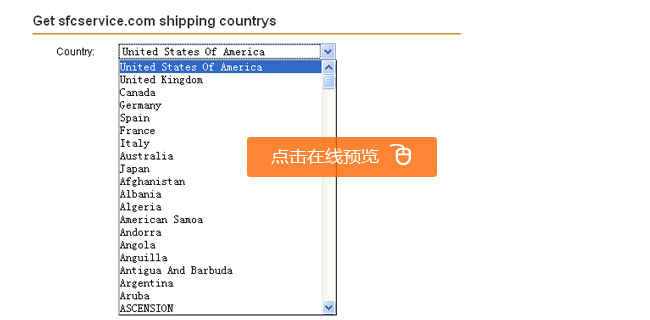 Get sfcservice.com shipping countrys
Country: United States Of America
United States Of America
United Kingdom
Canada
Germany
Spain
France
Italy
Australia
Japan
Afghanistan
Albania
Algeria
American Samoa
Andorra
Angola
Anguilla
Antigua And Barbuda
Argentina
Aruba
ASCENSION
点击在线预览